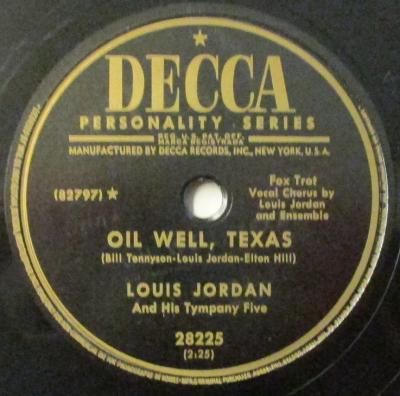 DECCA
PERSONALITY SERIES
REG. U.S. PAT. OFF.
MARCA REGISTRADA
MANUFACTURED BY DECCA RECORDS, INC., NEW YORK, U.S.A.
(82797) ★
Fox Trot
Vocal Chorus by
Louis Jordan
and Ensemble
OIL WELL, TEXAS
(Bill Tennyson-Louis Jordan-Elton Hill)
LOUIS JORDAN
And His Tympany Five
28225
(2:25)